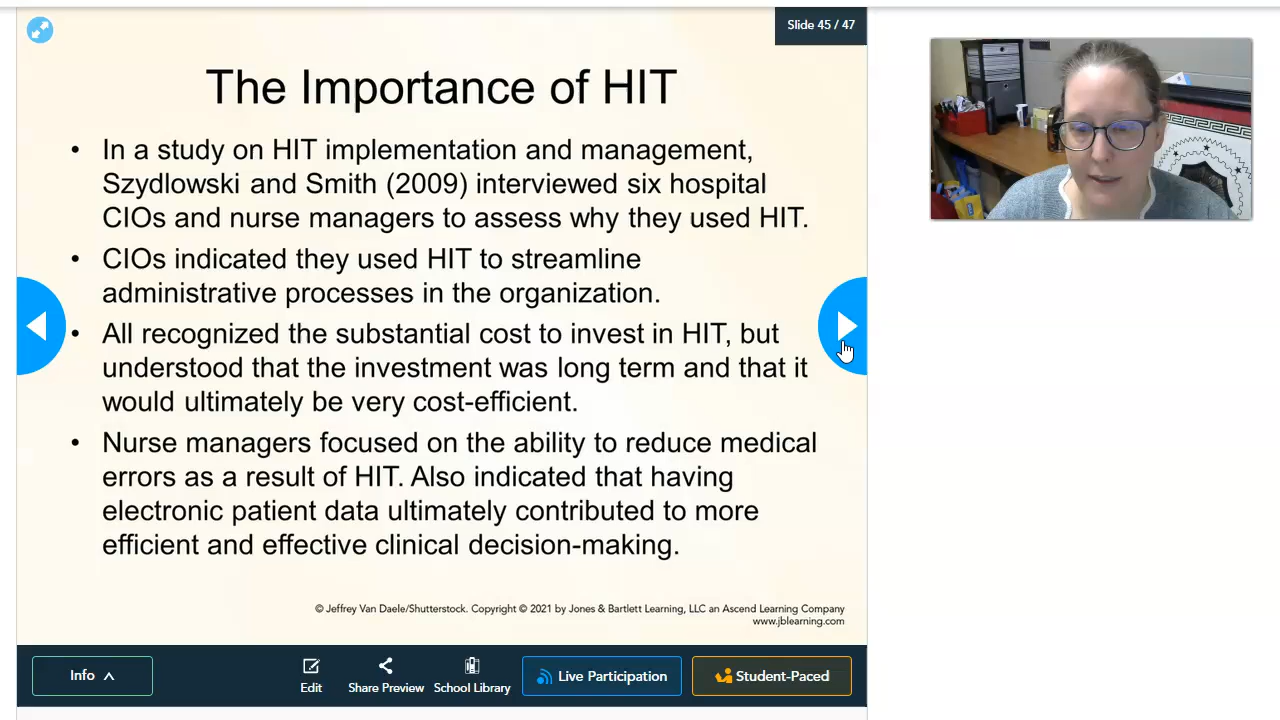 Slide 45 / 47
The Importance of HIT
• In a study on HIT implementation and management,
Szydlowski and Smith (2009) interviewed six hospital
CIOs and nurse managers to assess why they used HIT.
• CIOs indicated they used HIT to streamline
administrative processes in the organization.
• All recognized the substantial cost to invest in HIT, but
understood that the investment was long term and that it
would ultimately be very cost-efficient.
• Nurse managers focused on the ability to reduce medical
errors as a result of HIT. Also indicated that having
electronic patient data ultimately contributed to more
efficient and effective clinical decision-making.
© Jeffrey Van Daele/Shutterstock. Copyright © 2021 by Jones & Bartlett Learning, LLC an Ascend Learning Company
www.jblearning.com
Info
Edit
Share Preview
School Library
Live Participation
Student-Paced